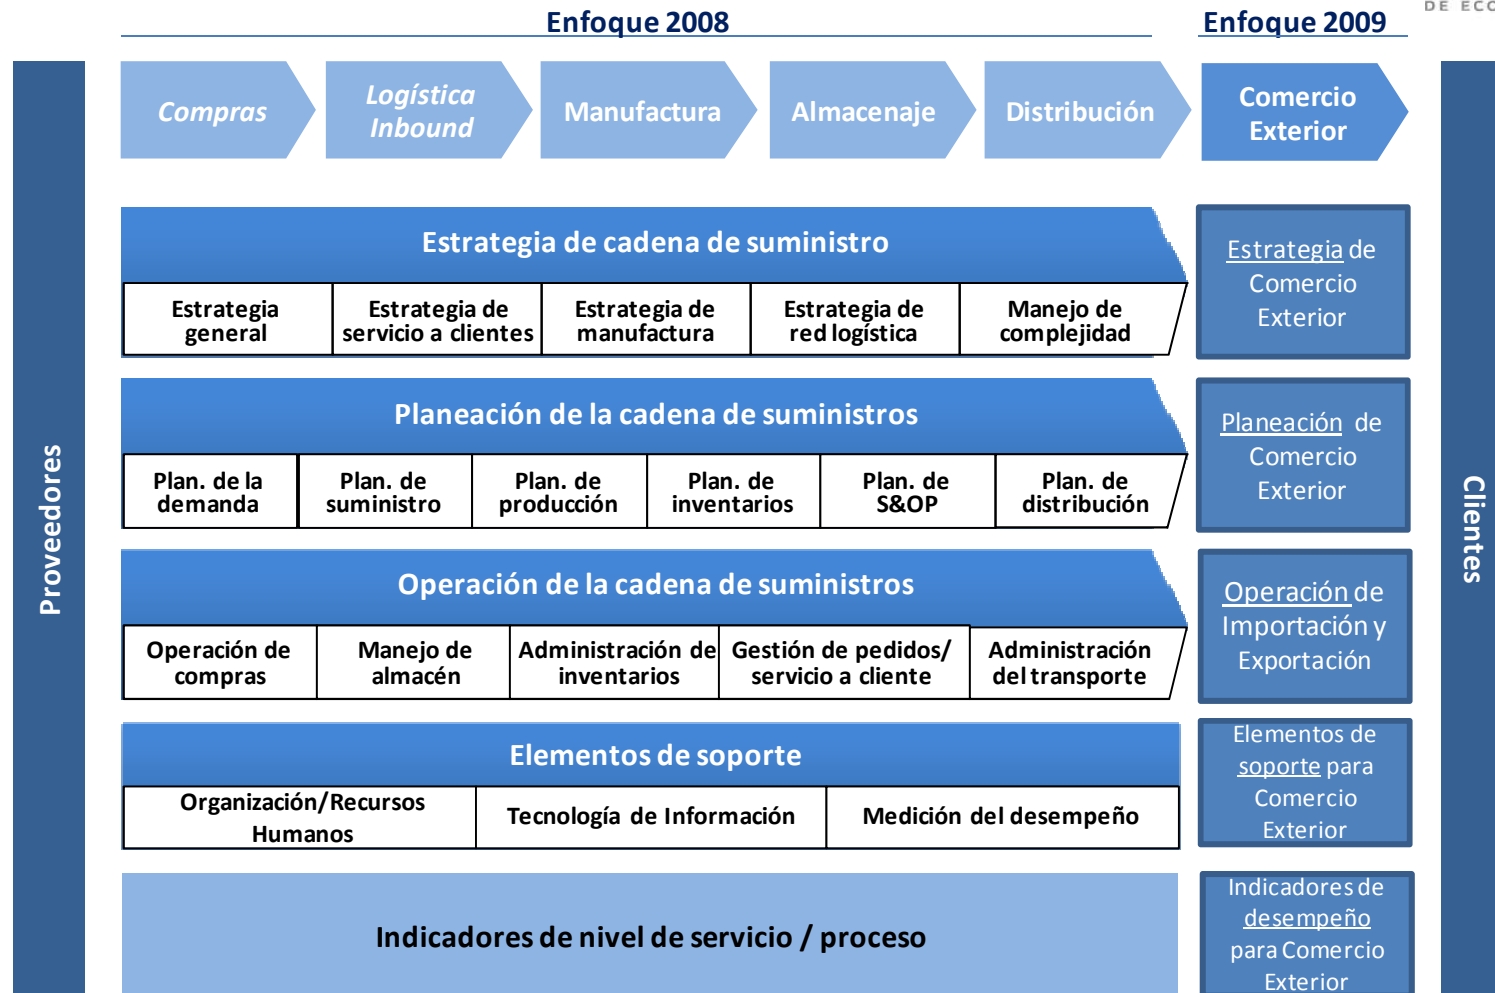 DE ECO
Enfoque 2008
Enfoque 2009
Proveedores
Compras
Logística
Inbound
Manufactura
Almacenaje
Distribución
Comercio
Exterior
Clientes
Estrategia de cadena de suministro
Estrategia
general
Estrategia de
servicio a clientes
Estrategia de
manufactura
Estrategia de
red logística
Manejo de
complejidad
Estrategia de
Comercio
Exterior
Planeación de la cadena de suministros
Plan. de la
demanda
Plan. de
suministro
Plan. de
producción
Plan. de
inventarios
Plan. de
S&OP
Plan. de
distribución
Planeación de
Comercio
Exterior
Operación de la cadena de suministros
Operación de
compras
Manejo de
almacén
Administración de
inventarios
Gestión de pedidos/
servicio a cliente
Administración
del transporte
Operación de
Importación y
Exportación
Elementos de soporte
Organización/Recursos
Humanos
Tecnología de Información
Medición del desempeño
Elementos de
soporte para
Comercio
Exterior
Indicadores de nivel de servicio / proceso
Indicadores de
desempeño
para Comercio
Exterior